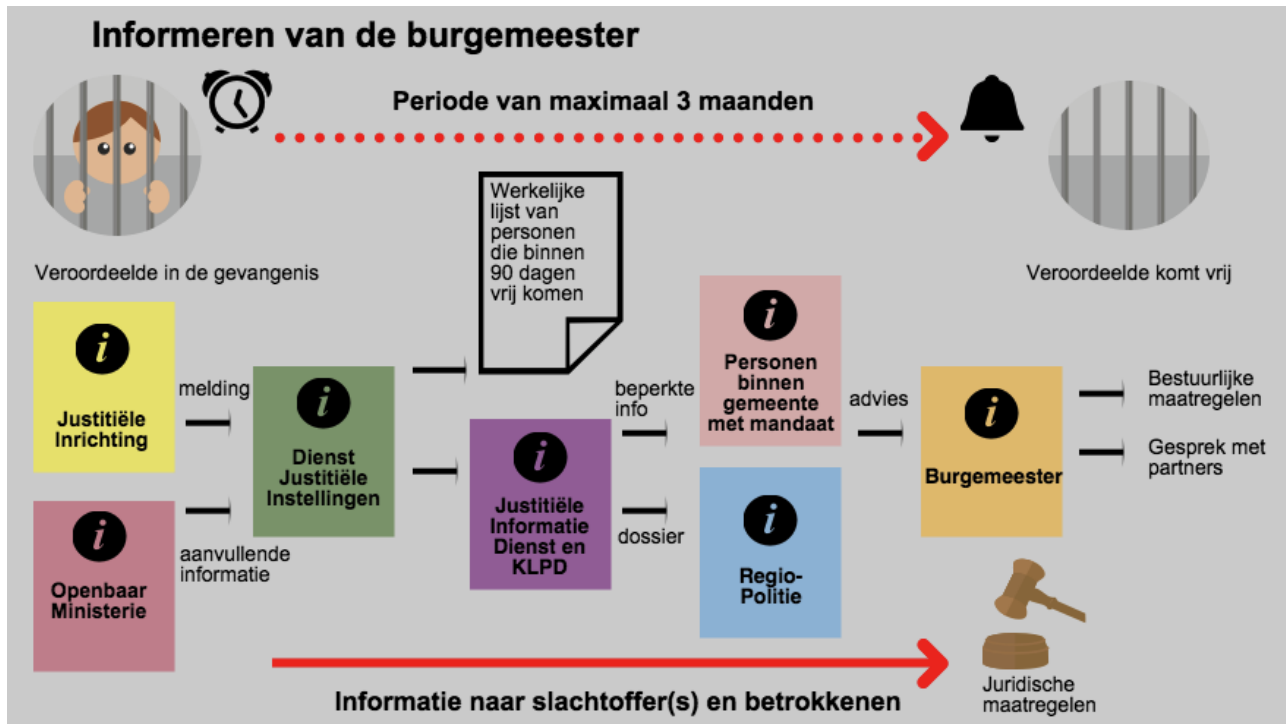 Informeren van de burgemeester
Periode van maximaal 3 maanden
Werkelijke
lijst van
personen
die binnen
90 dagen
vrij komen
Veroordeelde in de gevangenis
Veroordeelde komt vrij
i
Justitiële
Inrichting
melding
i
Openbaar
Ministerie
aanvullende
informatie
i
Dienst
Justitiële
Instellingen
i
Justitiële
Informatie
Dienst en
KLPD
beperkte
info
dossier
i
Personen
binnen
gemeente
met mandaat
i
Regio-
Politie
advies
i
Burgemeester
Bestuurlijke
maatregelen
Gesprek met
partners
Juridische
maatregelen
Informatie naar slachtoffer(s) en betrokkenen